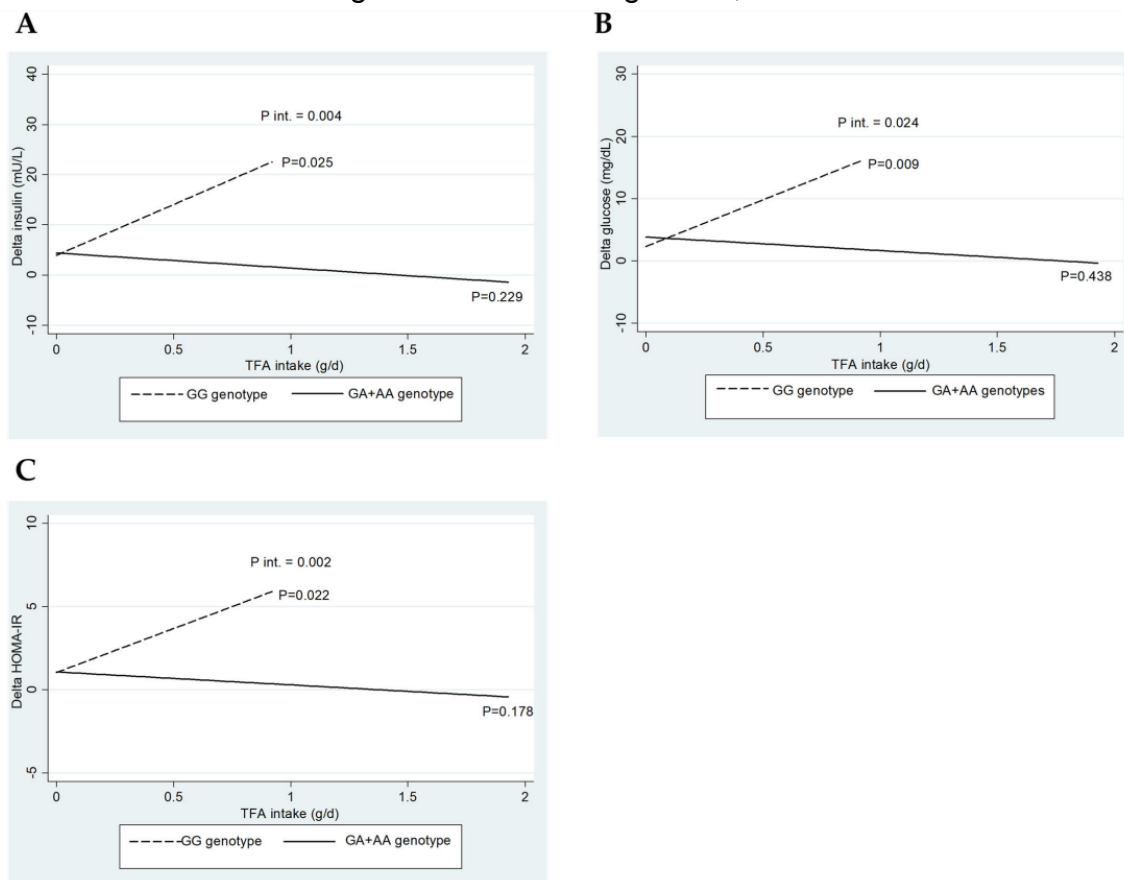 A
Delta insulin (mU/L)
40
30
20
10
0
-10
P int. = 0.004
P=0.025
P=0.229
0 0.5 1 1.5 2
TFA intake (g/d)
GG genotype GA+AA genotype
B
Delta glucose (mg/dL)
30
20
10
0
-10
P int. = 0.024
P=0.009
P=0.438
0 0.5 1 1.5 2
TFA intake (g/d)
GG genotype GA+AA genotypes
C
Delta HOMA-IR
10
5
0
-5
P int. = 0.002
P=0.022
P=0.178
0 0.5 1 1.5 2
TFA intake (g/d)
GG genotype GA+AA genotype